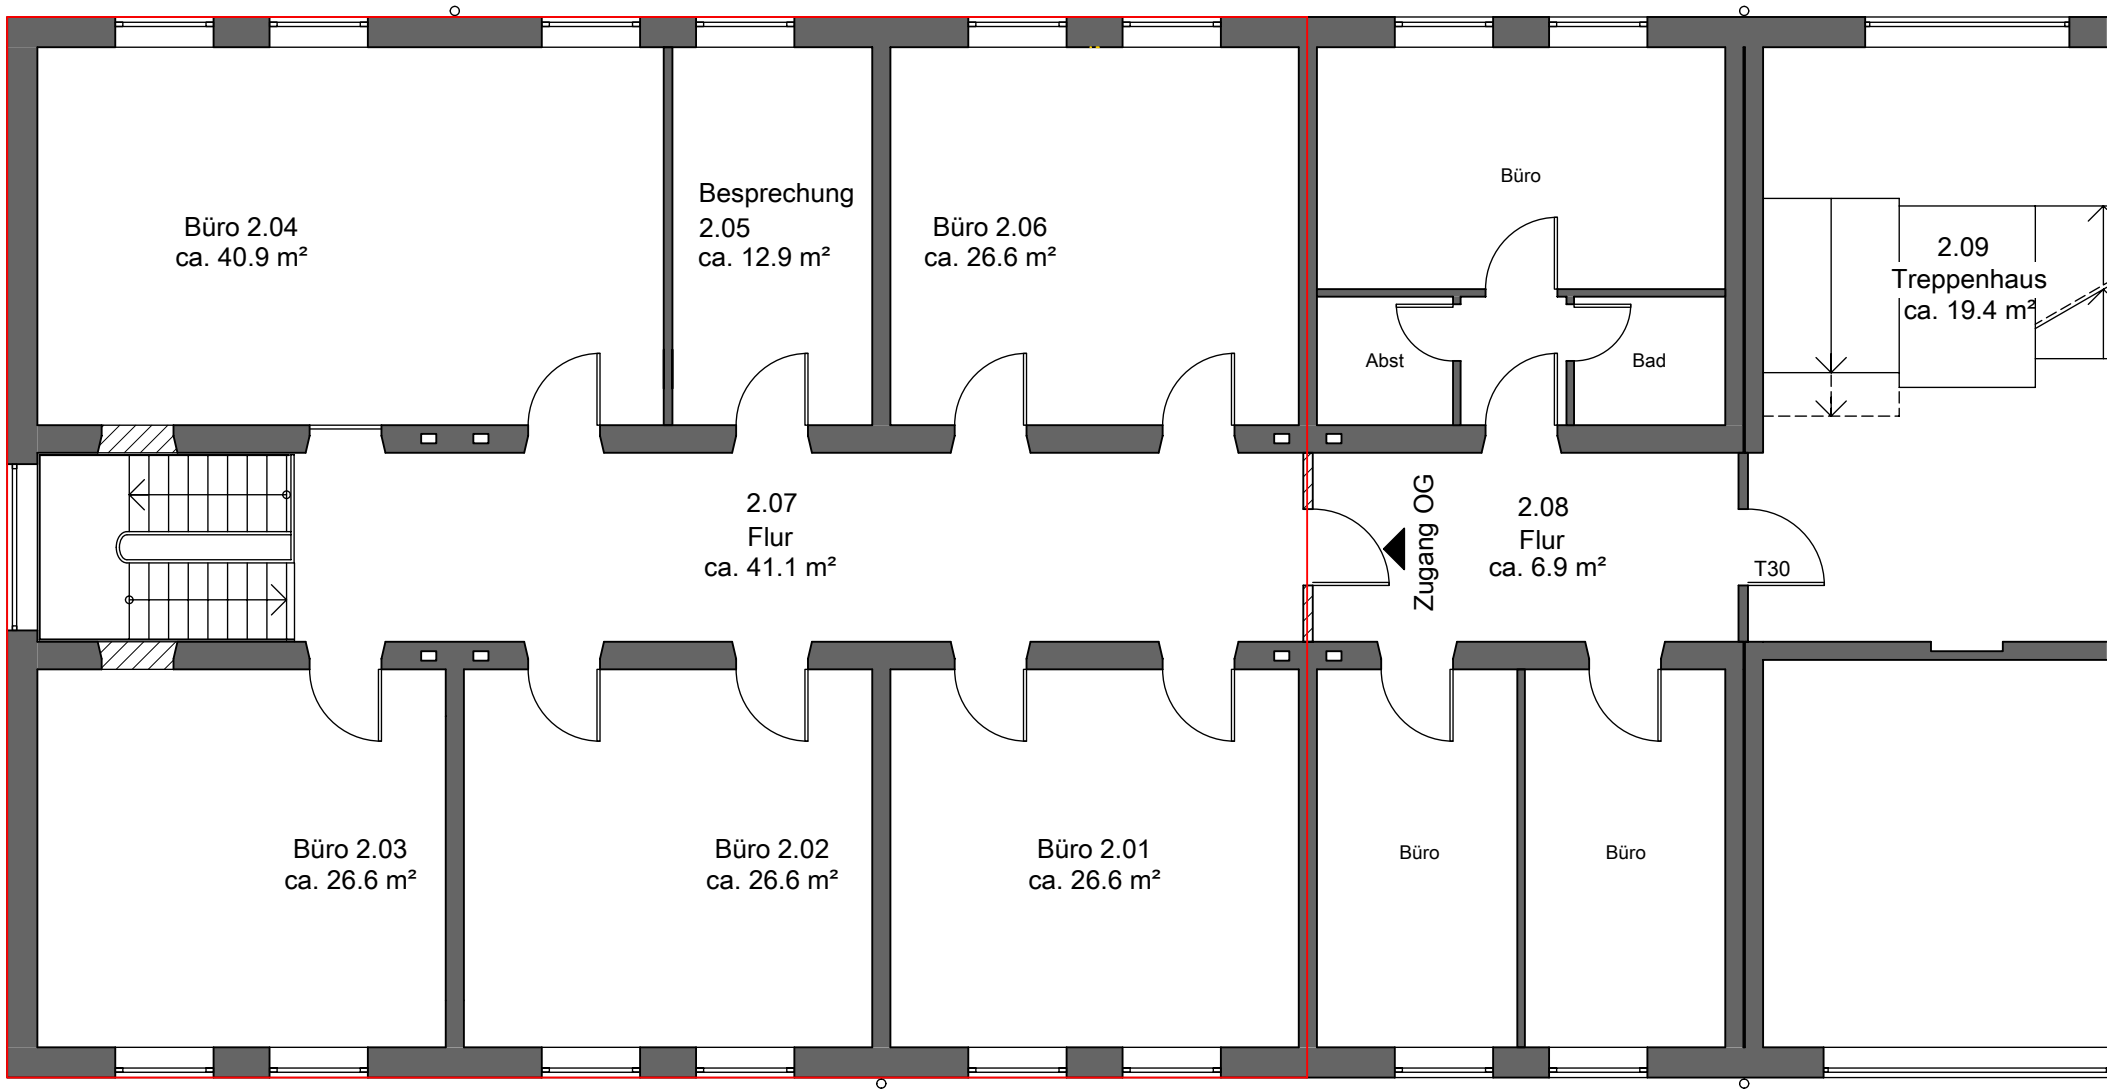 Büro 2.04
ca. 40.9 m²
Besprechung
2.05
ca. 12.9 m²
Büro 2.06
ca. 26.6 m²
Büro
Abst
Bad
2.09
Treppenhaus
ca. 19.4 m²
2.07
Flur
ca. 41.1 m²
Zugang OG
2.08
Flur
ca. 6.9 m²
T30
Büro 2.03
ca. 26.6 m²
Büro 2.02
ca. 26.6 m²
Büro 2.01
ca. 26.6 m²
Büro
Büro